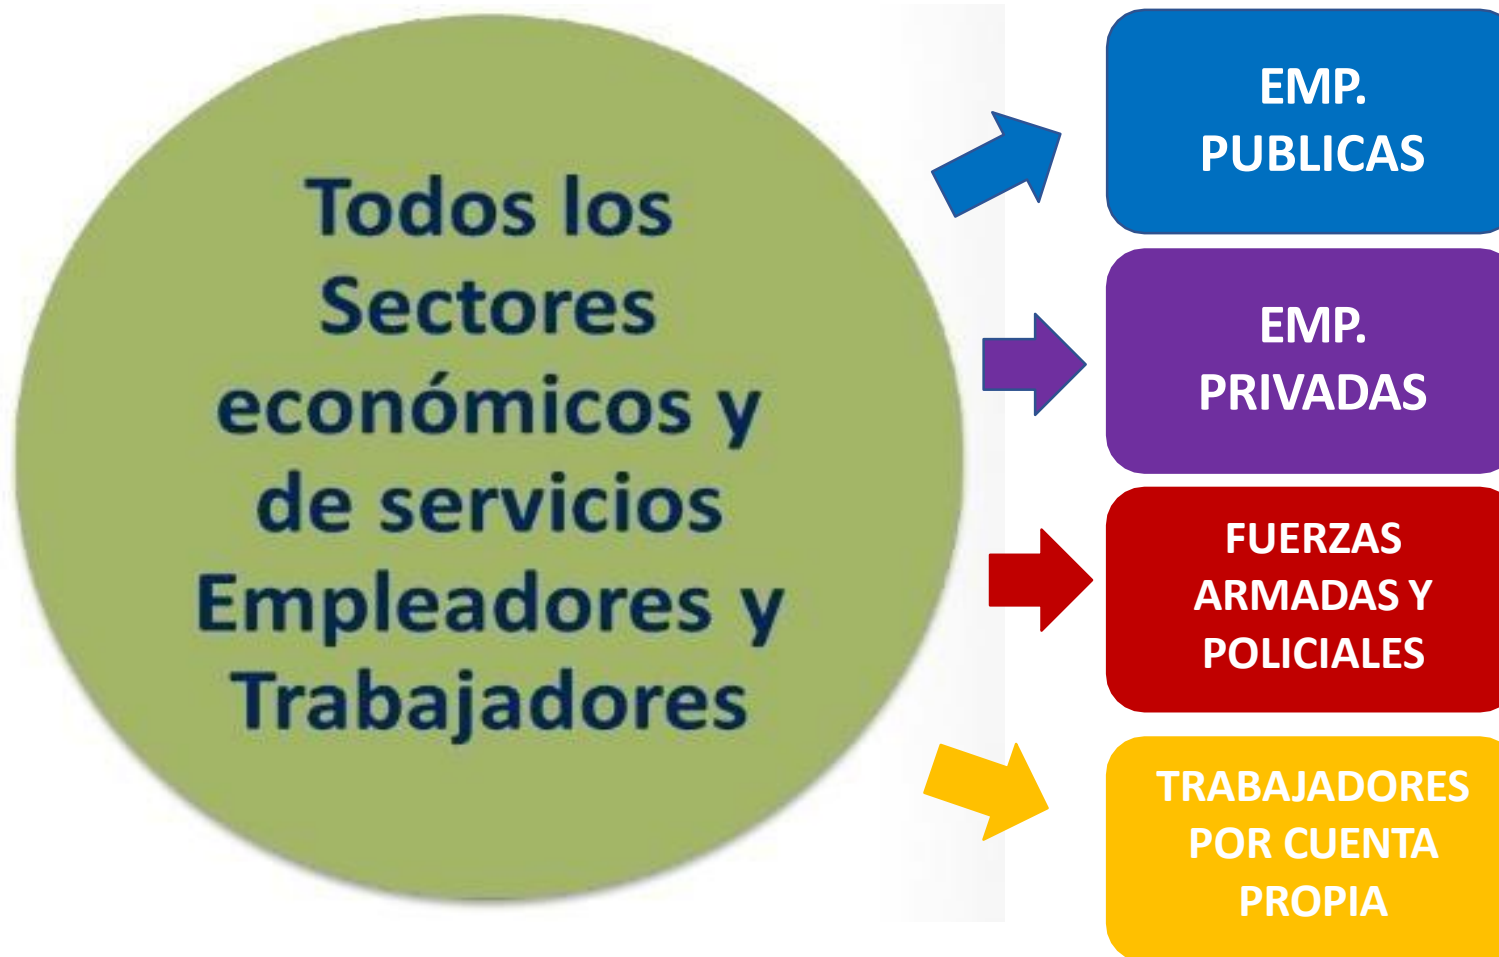 Todos los
Sectores
económicos y
de servicios
Empleadores y
Trabajadores
EMP.
PUBLICAS
EMP.
PRIVADAS
FUERZAS
ARMADAS Y
POLICIALES
TRABAJADORES
POR CUENTA
PROPIA